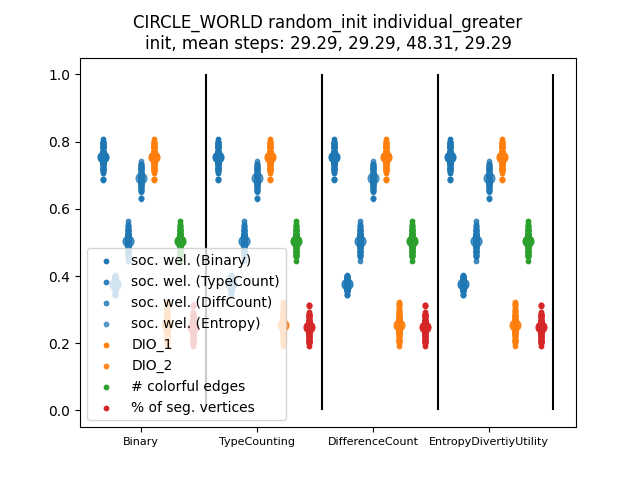 CIRCLE_WORLD random_init individual_greater
init, mean steps: 29.29, 29.29, 48.31, 29.29
1.0
0.8
0.6
0.4
0.2
0.0
soc. wel. (Binary)
soc. wel. (TypeCount)
soc. wel. (DiffCount)
soc. wel. (Entropy)
DIO_1
DIO_2
# colorful edges
% of seg. vertices
Binary
TypeCounting
DifferenceCount
EntropyDivertiyUtility